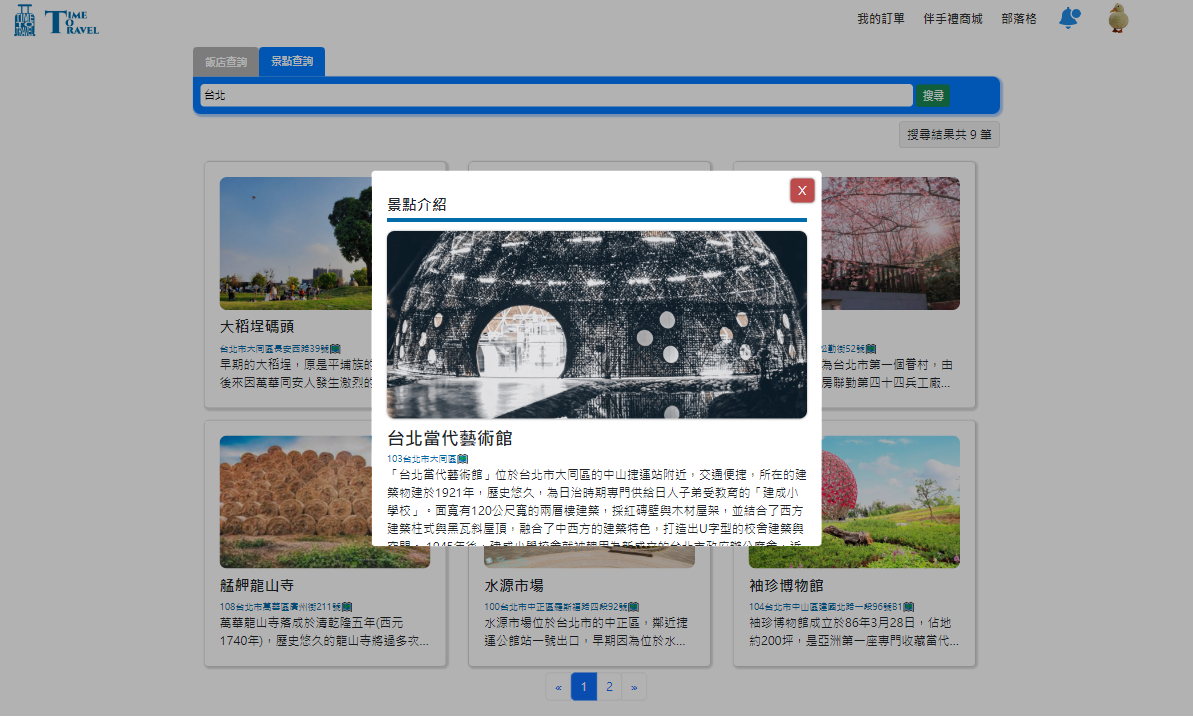 TIME TO TRAVEL
我的訂單 伴手禮商城 部落格
飯店查詢 景點查詢
台北 搜尋
搜尋結果共 9 筆
大稻埕碼頭
台北市大同區長安西路39號
早期的大稻埕，原是平埔族的
後來因萬華同安人發生激烈的
松勤街52號
為台北市第一個眷村，由
房聯勤第四十四兵工廠...
X
景點介紹
台北當代藝術館
103台北市大同區
「台北當代藝術館」位於台北市大同區的中山捷運站附近，交通便捷，所在的建
築物建於1921年，歷史悠久，為日治時期專門供給日人子弟受教育的「建成小
學校」。面寬有120公尺寬的兩層樓建築，採紅磚壁與木材屋架，並結合了西方
建築柱式與黑瓦斜屋頂，融合了中西方的建築特色，打造出U字型的校舍建築與
艋舺龍山寺
108台北市萬華區廣州街211號
萬華龍山寺落成於清乾隆五年(西元
1740年)，歷史悠久的龍山寺將過多次...
水源市場
100台北市中正區羅斯福路四段92號
水源市場位於台北市的中正區，鄰近捷
運公館站一號出口，早期因為位於水...
袖珍博物館
104台北市中山區建國北路一段96號B1
袖珍博物館成立於86年3月28日，佔地
約200坪，是亞洲第一座專門收藏當代...
« 1 2 »